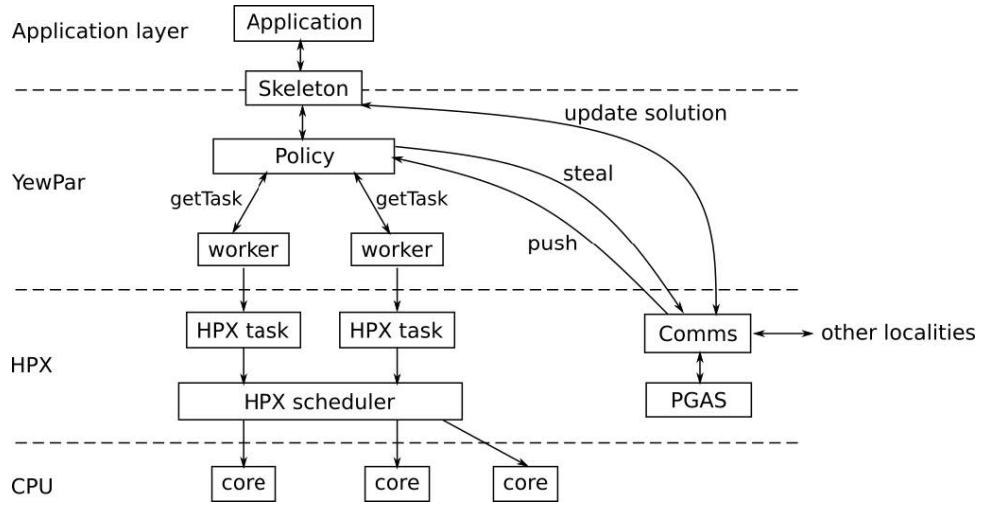 Application layer
Application
Skeleton
update solution
Policy
steal
YewPar
getTask
getTask
push
worker
worker
HPX task
HPX task
Comms
other localities
HPX
HPX scheduler
PGAS
CPU
core
core
core